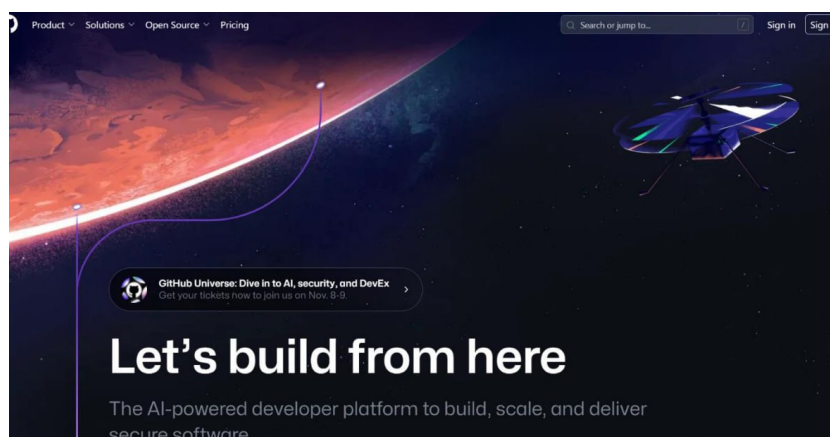 Product Solutions Open Source Pricing Search or jump to... / Sign in Sign
GitHub Universe: Dive in to AI, security, and DevEx
Get your tickets now to join us on Nov. 8-9.
Let's build from here
The AI-powered developer platform to build, scale, and deliver
secure software